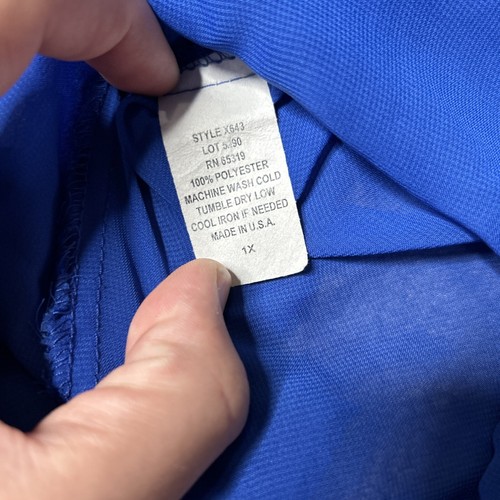 STYLE X643
LOT 5.90
RN 65319
100% POLYESTER
MACHINE WASH COLD
TUMBLE DRY LOW
COOL IRON IF NEEDED
MADE IN U.S.A.
1X